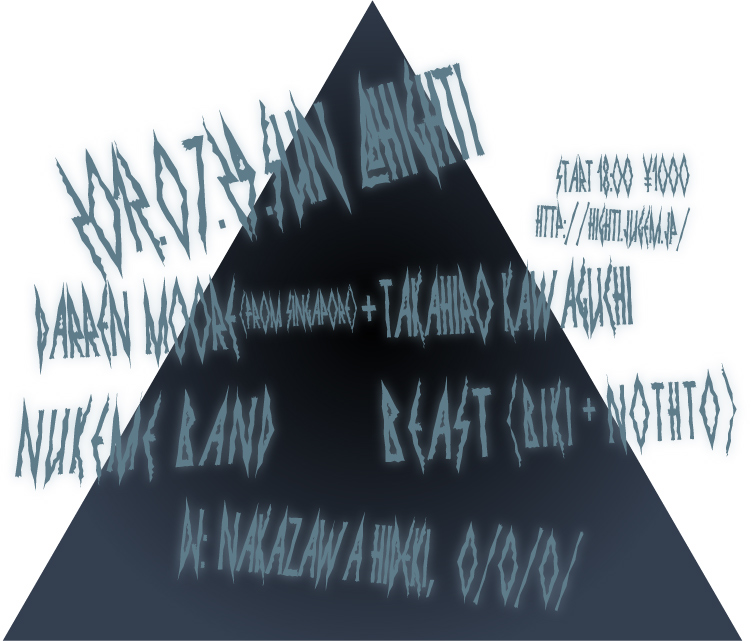 2012.07.29.SUN @HIGHTI
START 18:00 ¥1000
HTTP://HIGHTI.JUGEM.JP/
DARREN MOORE (FROM SINGAPORE) + TAKAHIRO KAWAGUCHI
NUKEME BAND BEAST (BIKI + NOTHTO)
DJ: NAKAZAWA HIDEKI, O/O/O/